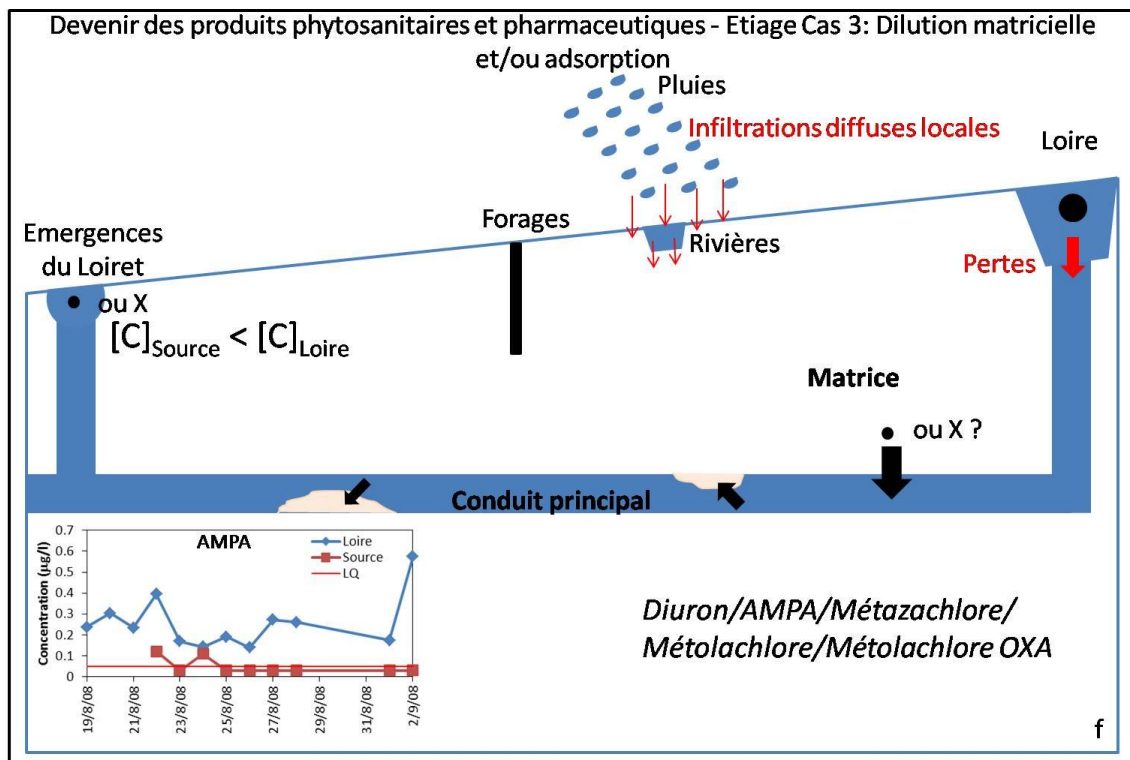 Devenir des produits phytosanitaires et pharmaceutiques - Etiage Cas 3: Dilution matricielle
et/ou adsorption
Pluies
Infiltrations diffuses locales
Loire
Forages
Rivières
Emergences
du Loiret
Pertes
ou X
[C]Source < [C]Loire
Matrice
ou X ?
Conduit principal
AMPA
Loire
Source
LQ
Concentration (µg/l)
0.7
0.6
0.5
0.4
0.3
0.2
0.1
0
19/8/08
21/8/08
23/8/08
25/8/08
27/8/08
29/8/08
31/8/08
2/9/08
Diuron/AMPA/Métazachlore/
Métolachlore/Métolachlore OXA
f